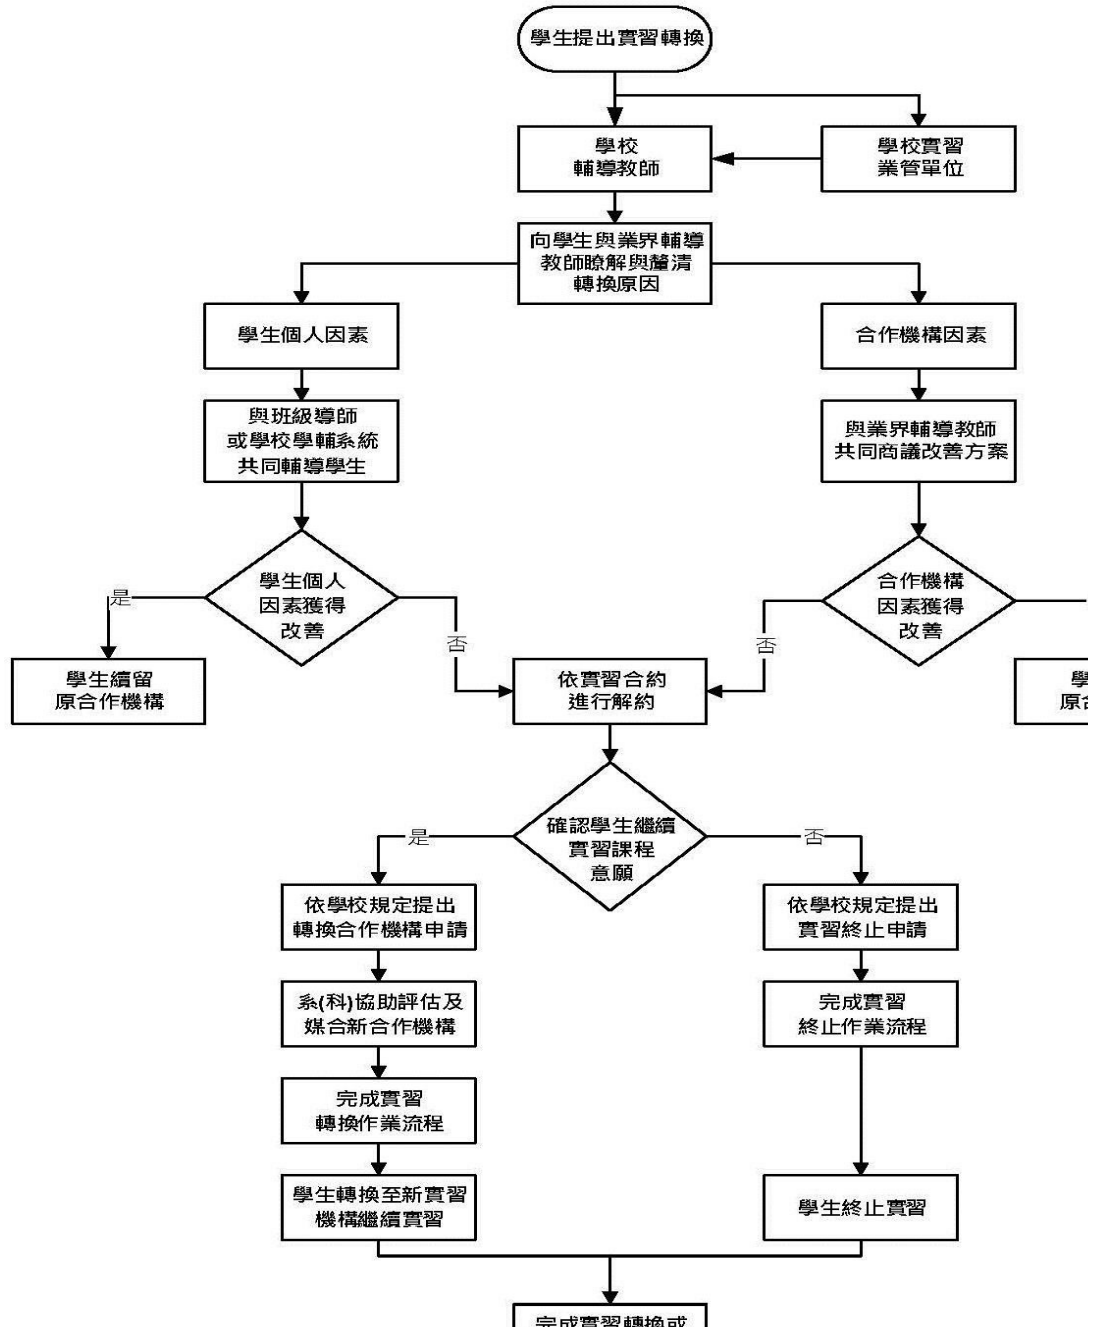 學生提出實習轉換
學校
輔導教師
學校實習
業管單位
向學生與業界輔導
教師瞭解與釐清
轉換原因
學生個人因素
合作機構因素
與班級導師
或學校學輔系統
共同輔導學生
與業界輔導教師
共同商議改善方案
學生個人
因素獲得
改善
合作機構
因素獲得
改善
是
否
否
學生續留
原合作機構
依實習合約
進行解約
學
原
確認學生繼續
實習課程
意願
是
否
依學校規定提出
轉換合作機構申請
依學校規定提出
實習終止申請
系(科)協助評估及
媒合新合作機構
完成實習
終止作業流程
完成實習
轉換作業流程
學生轉換至新實習
機構繼續實習
學生終止實習
完成實習轉換或